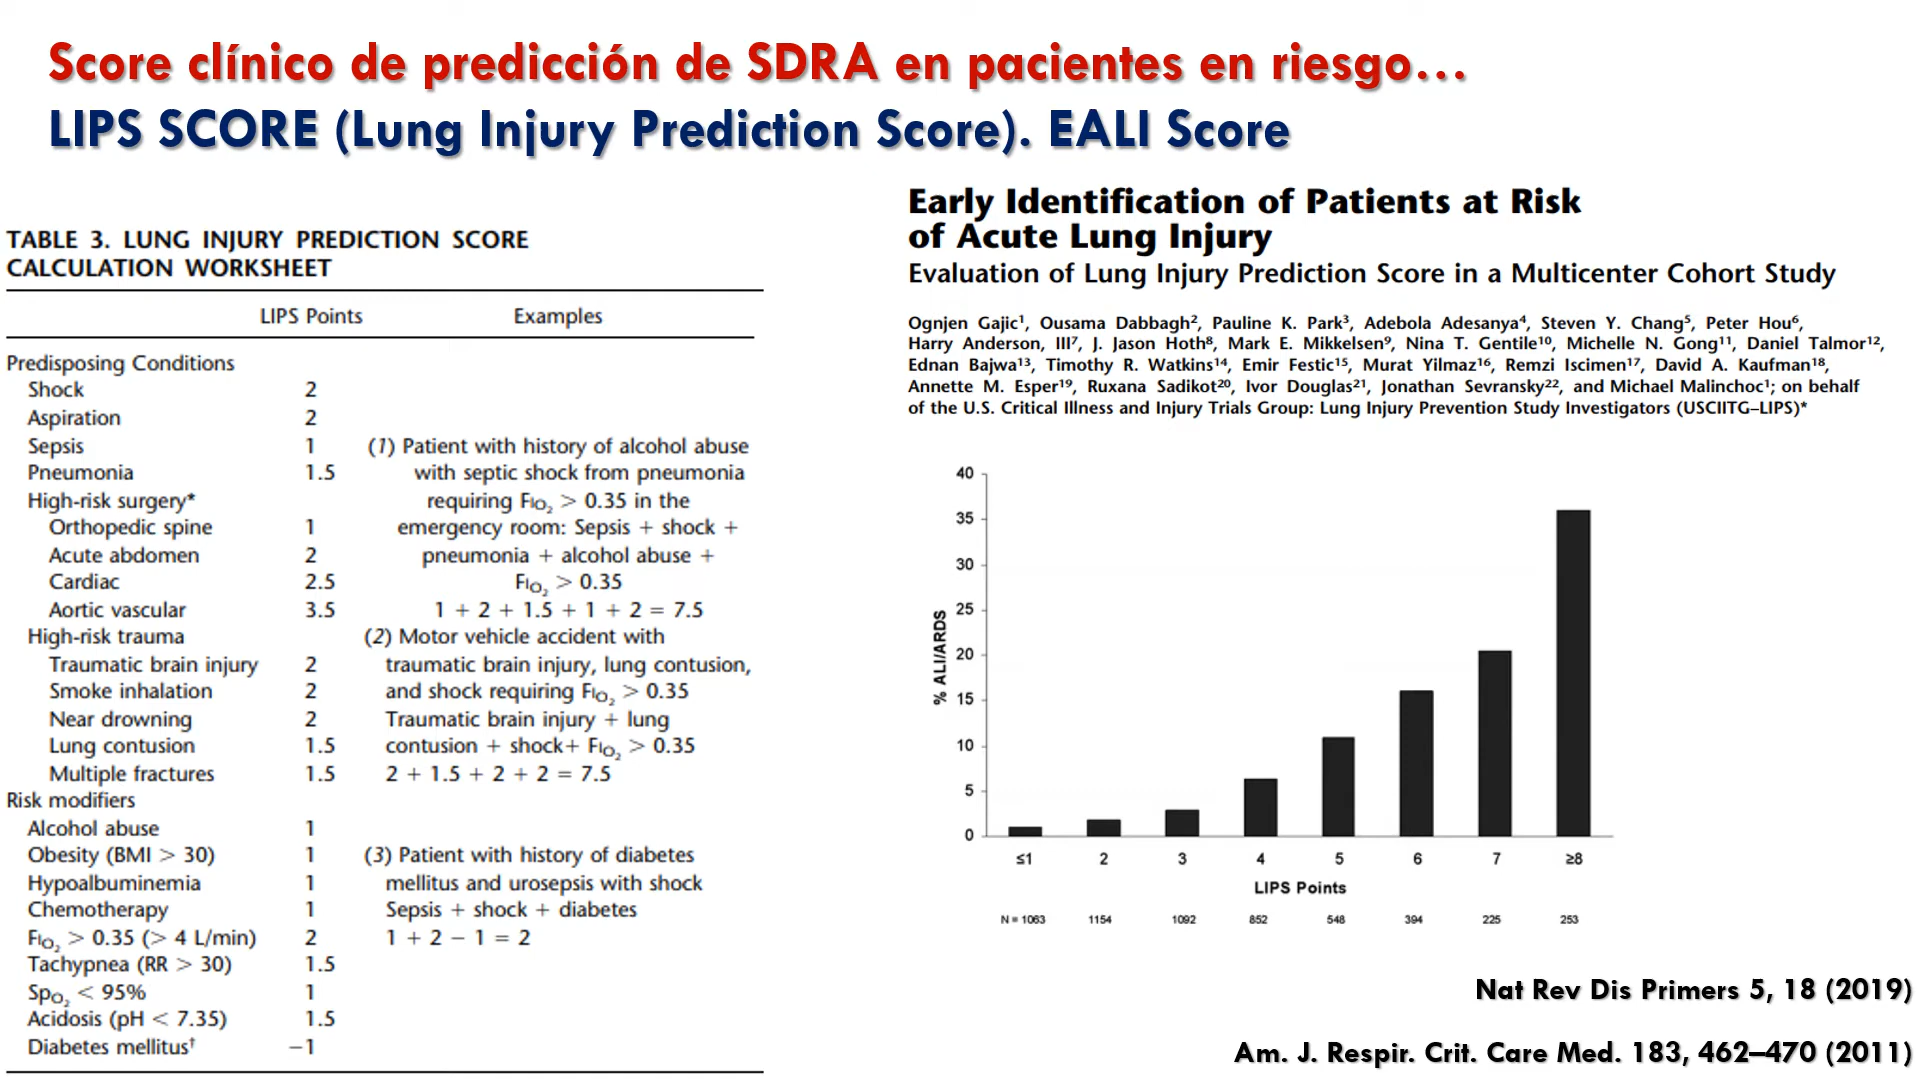 Score clínico de predicción de SDRA en pacientes en riesgo…
LIPS SCORE (Lung Injury Prediction Score). EALI Score
TABLE 3. LUNG INJURY PREDICTION SCORE
CALCULATION WORKSHEET
LIPS Points Examples
Predisposing Conditions
Shock 2
Aspiration 2
Sepsis 1 (1) Patient with history of alcohol abuse
Pneumonia 1.5 with septic shock from pneumonia
High-risk surgery* requiring FIO2 > 0.35 in the
Orthopedic spine 1 emergency room: Sepsis + shock +
Acute abdomen 2 pneumonia + alcohol abuse +
Cardiac 2.5 FIO2 > 0.35
Aortic vascular 3.5 1 + 2 + 1.5 + 1 + 2 = 7.5
High-risk trauma (2) Motor vehicle accident with
Traumatic brain injury 2 traumatic brain injury, lung contusion,
Smoke inhalation 2 and shock requiring FIO2 > 0.35
Near drowning 2 Traumatic brain injury + lung
Lung contusion 1.5 contusion + shock+ FIO2 > 0.35
Multiple fractures 1.5 2 + 1.5 + 2 + 2 = 7.5
Risk modifiers
Alcohol abuse 1
Obesity (BMI > 30) 1 (3) Patient with history of diabetes
Hypoalbuminemia 1 mellitus and urosepsis with shock
Chemotherapy 1 Sepsis + shock + diabetes
FIO2 > 0.35 (> 4 L/min) 2 1 + 2 − 1 = 2
Tachypnea (RR > 30) 1.5
SpO2 < 95% 1
Acidosis (pH < 7.35) 1.5
Diabetes mellitus† −1
Early Identification of Patients at Risk
of Acute Lung Injury
Evaluation of Lung Injury Prediction Score in a Multicenter Cohort Study
Ognjen Gajic1, Ousama Dabbagh2, Pauline K. Park3, Adebola Adesanya4, Steven Y. Chang5, Peter Hou6,
Harry Anderson, III7, J. Jason Hoth8, Mark E. Mikkelsen9, Nina T. Gentile10, Michelle N. Gong11, Daniel Talmor12,
Ednan Bajwa13, Timothy R. Watkins14, Emir Festic15, Murat Yilmaz16, Remzi Iscimen17, David A. Kaufman18,
Annette M. Esper19, Ruxana Sadikot20, Ivor Douglas21, Jonathan Sevransky22, and Michael Malinchoc1; on behalf
of the U.S. Critical Illness and Injury Trials Group: Lung Injury Prevention Study Investigators (USCIITG–LIPS)*
% ALI/ARDS
40
35
30
25
20
15
10
5
0
≤1 2 3 4 5 6 7 ≥8
LIPS Points
N = 1063 1154 1092 852 548 394 225 253
Nat Rev Dis Primers 5, 18 (2019)
Am. J. Respir. Crit. Care Med. 183, 462–470 (2011)